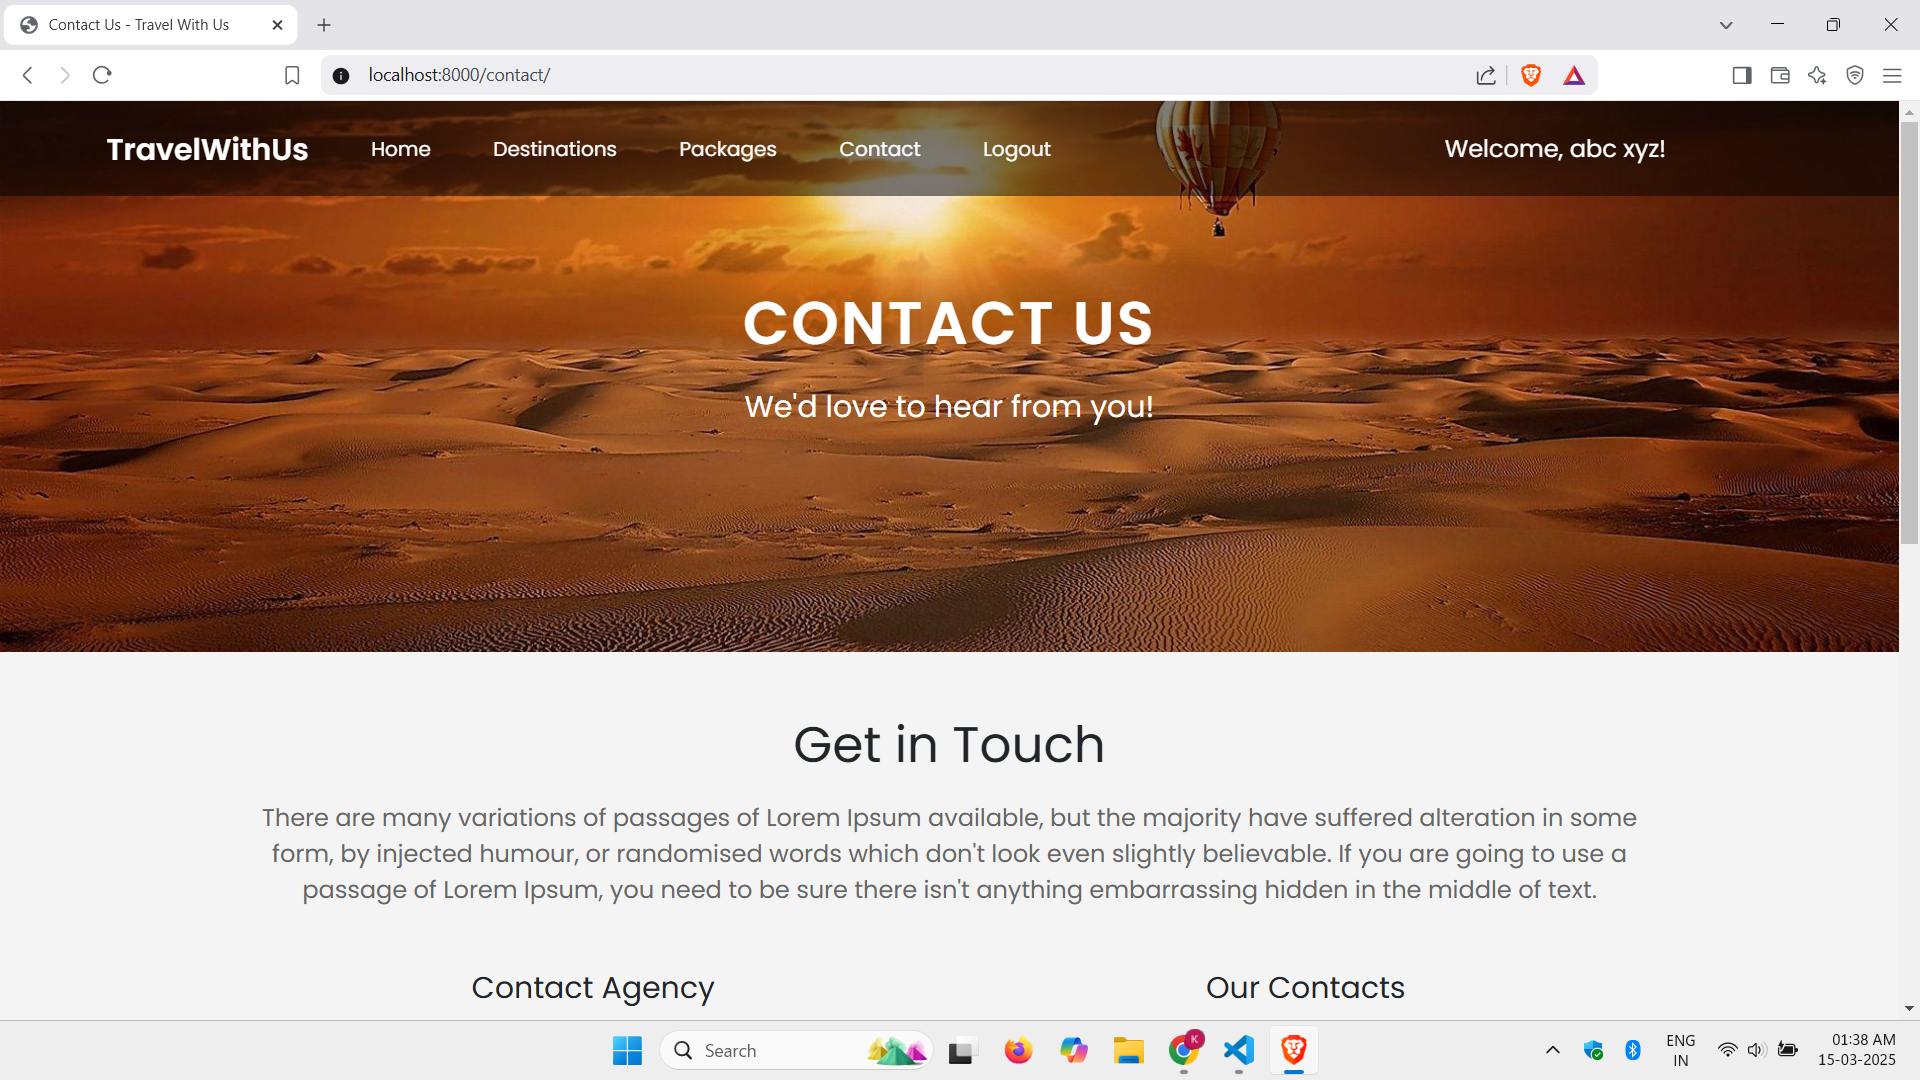 Contact Us - Travel With Us
localhost:8000/contact/
TravelWithUs Home Destinations Packages Contact Logout Welcome, abc xyz!
CONTACT US
We'd love to hear from you!
Get in Touch
There are many variations of passages of Lorem Ipsum available, but the majority have suffered alteration in some
form, by injected humour, or randomised words which don't look even slightly believable. If you are going to use a
passage of Lorem Ipsum, you need to be sure there isn't anything embarrassing hidden in the middle of text.
Contact Agency
Our Contacts
Search
K
ENG
IN
01:38 AM
15-03-2025